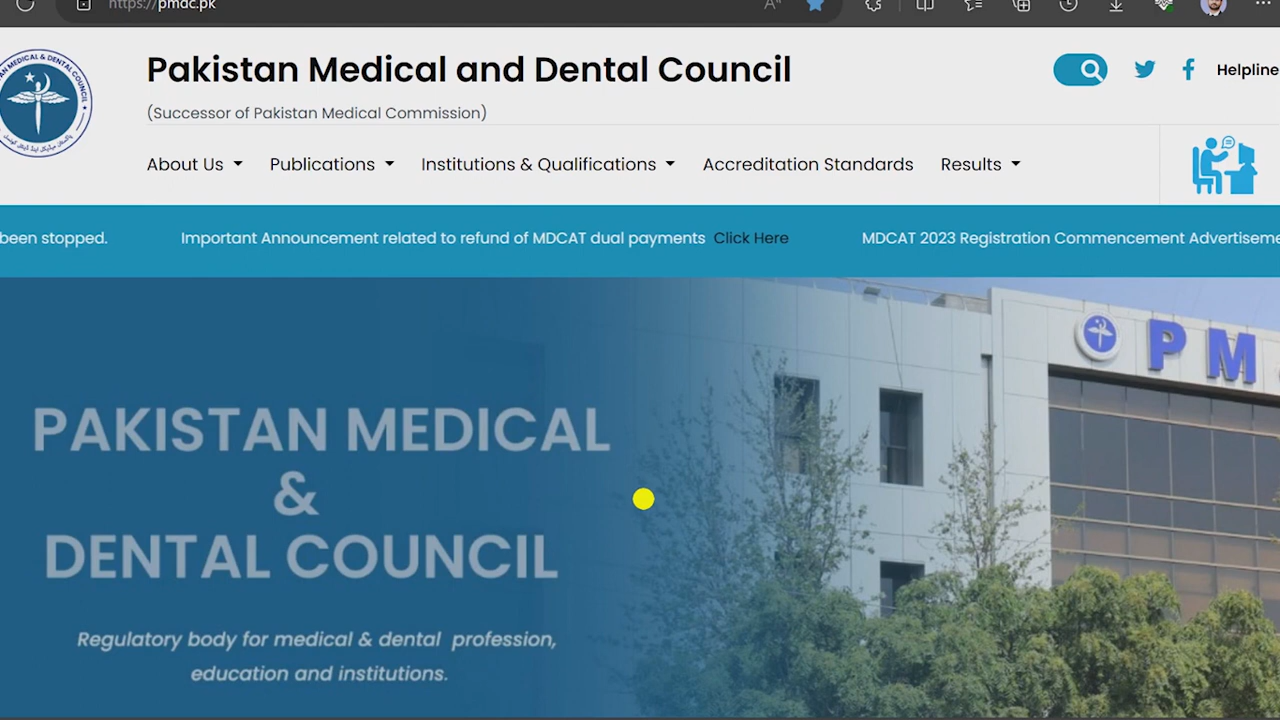 https://pmdc.pk
Pakistan Medical and Dental Council
(Successor of Pakistan Medical Commission)
Helpline
About Us
Publications
Institutions & Qualifications
Accreditation Standards
Results
been stopped.
Important Announcement related to refund of MDCAT dual payments Click Here
MDCAT 2023 Registration Commencement Advertiseme
PM
PAKISTAN MEDICAL
&
DENTAL COUNCIL
Regulatory body for medical & dental profession,
education and institutions.